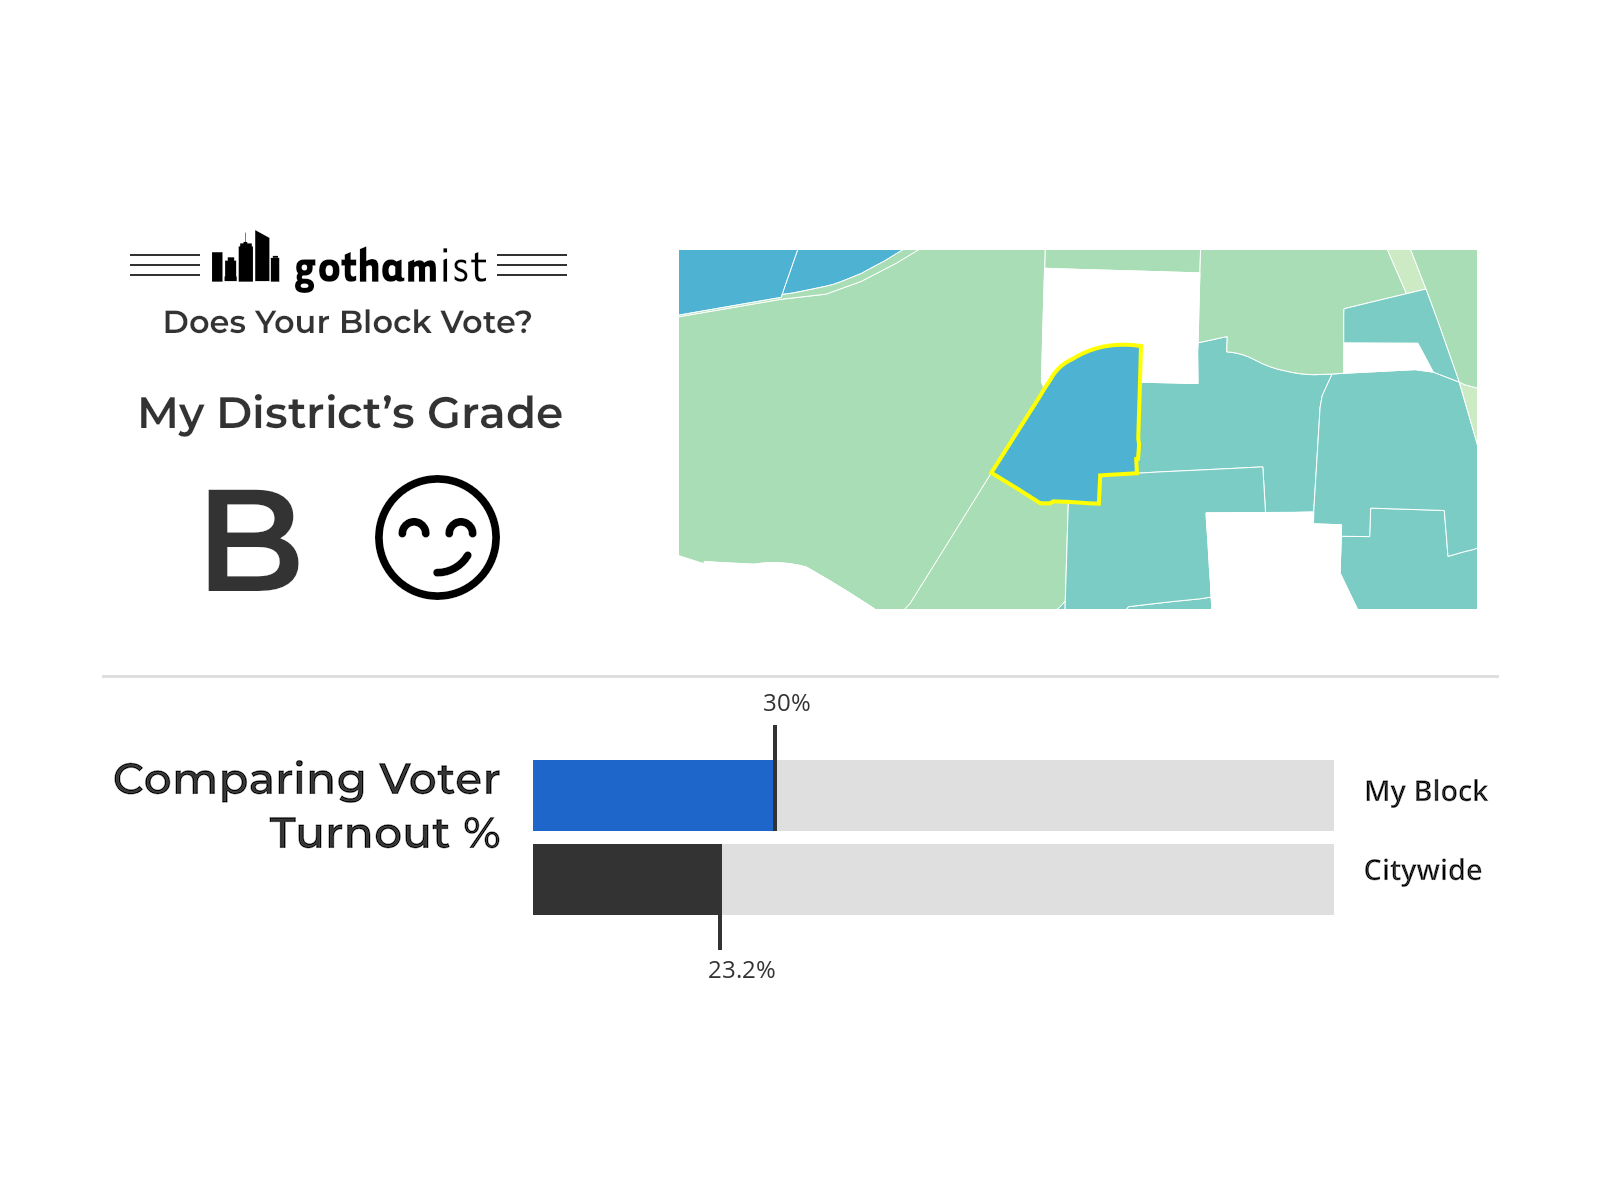 gothamist
Does Your Block Vote?
My District’s Grade
B
30%
Comparing Voter
Turnout %
My Block
Citywide
23.2%